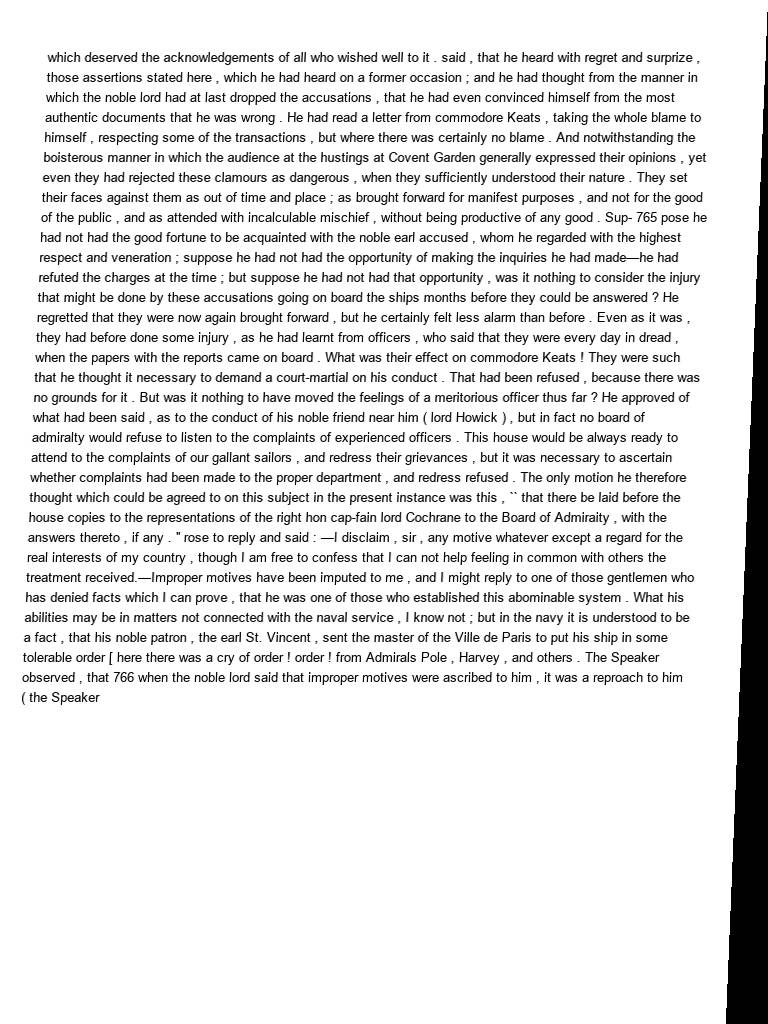 which deserved the acknowledgements of all who wished well to it . said , that he heard with regret and surprize ,
those assertions stated here , which he had heard on a former occasion ; and he had thought from the manner in
which the noble lord had at last dropped the accusations , that he had even convinced himself from the most
authentic documents that he was wrong . He had read a letter from commodore Keats , taking the whole blame to
himself , respecting some of the transactions , but where there was certainly no blame . And notwithstanding the
boisterous manner in which the audience at the hustings at Covent Garden generally expressed their opinions , yet
even they had rejected these clamours as dangerous , when they sufficiently understood their nature . They set
their faces against them as out of time and place ; as brought forward for manifest purposes , and not for the good
of the public , and as attended with incalculable mischief , without being productive of any good . Sup- 765 pose he
had not had the good fortune to be acquainted with the noble earl accused , whom he regarded with the highest
respect and veneration ; suppose he had not had the opportunity of making the inquiries he had made—he had
refuted the charges at the time ; but suppose he had not had that opportunity , was it nothing to consider the injury
that might be done by these accusations going on board the ships months before they could be answered ? He
regretted that they were now again brought forward , but he certainly felt less alarm than before . Even as it was ,
they had before done some injury , as he had learnt from officers , who said that they were every day in dread ,
when the papers with the reports came on board . What was their effect on commodore Keats ! They were such
that he thought it necessary to demand a court-martial on his conduct . That had been refused , because there was
no grounds for it . But was it nothing to have moved the feelings of a meritorious officer thus far ? He approved of
what had been said , as to the conduct of his noble friend near him ( lord Howick ) , but in fact no board of
admiralty would refuse to listen to the complaints of experienced officers . This house would be always ready to
attend to the complaints of our gallant sailors , and redress their grievances , but it was necessary to ascertain
whether complaints had been made to the proper department , and redress refused . The only motion he therefore
thought which could be agreed to on this subject in the present instance was this , `` that there be laid before the
house copies to the representations of the right hon cap-fain lord Cochrane to the Board of Admiraity , with the
answers thereto , if any . '' rose to reply and said : —I disclaim , sir , any motive whatever except a regard for the
real interests of my country , though I am free to confess that I can not help feeling in common with others the
treatment received.—Improper motives have been imputed to me , and I might reply to one of those gentlemen who
has denied facts which I can prove , that he was one of those who established this abominable system . What his
abilities may be in matters not connected with the naval service , I know not ; but in the navy it is understood to be
a fact , that his noble patron , the earl St. Vincent , sent the master of the Ville de Paris to put his ship in some
tolerable order [ here there was a cry of order ! order ! from Admirals Pole , Harvey , and others . The Speaker
observed , that 766 when the noble lord said that improper motives were ascribed to him , it was a reproach to him
( the Speaker